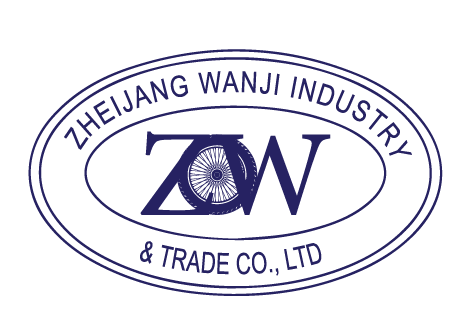 ZHEIJANG WANJI INDUSTRY
ZW
& TRADE CO., LTD